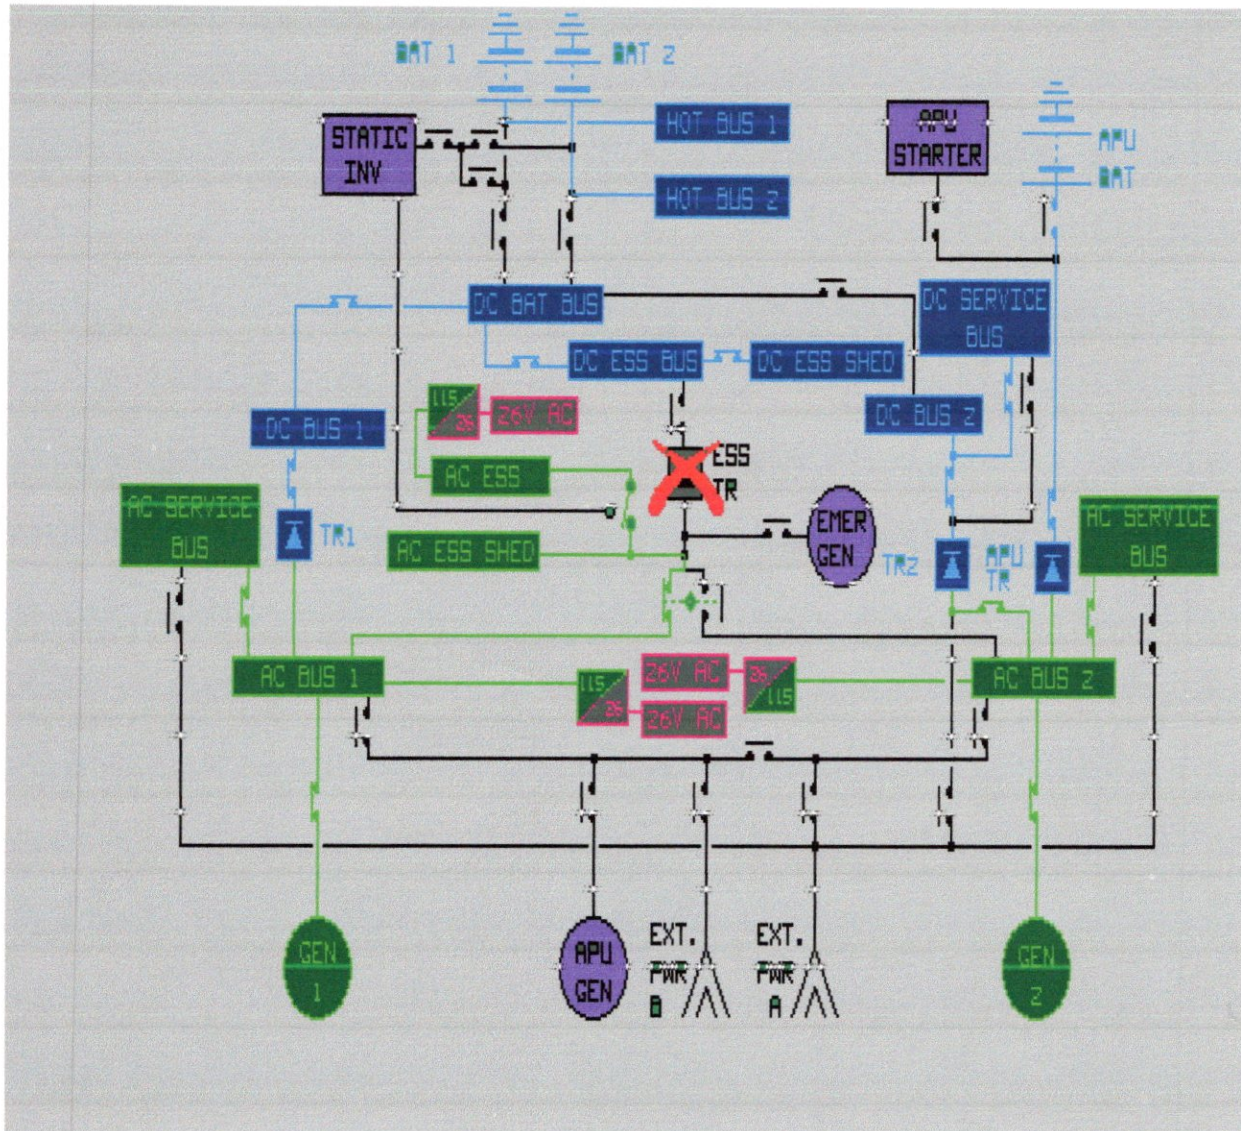 BAT 1
BAT 2
HOT BUS 1
STATIC
INV
APU
STARTER
APU
BAT
HOT BUS 2
DC BAT BUS
DC SERVICE
BUS
DC ESS BUS
DC ESS SHED
115
26
26V AC
DC BUS 1
DC BUS 2
ESS
TR
AC ESS
AC SERVICE
BUS
TR1
AC ESS SHED
EMER
GEN
TR2
APU
TR
AC SERVICE
BUS
AC BUS 1
115
26
26V AC
26V AC
26
115
AC BUS 2
GEN
1
APU
GEN
EXT.
PWR
B
EXT.
PWR
A
GEN
2